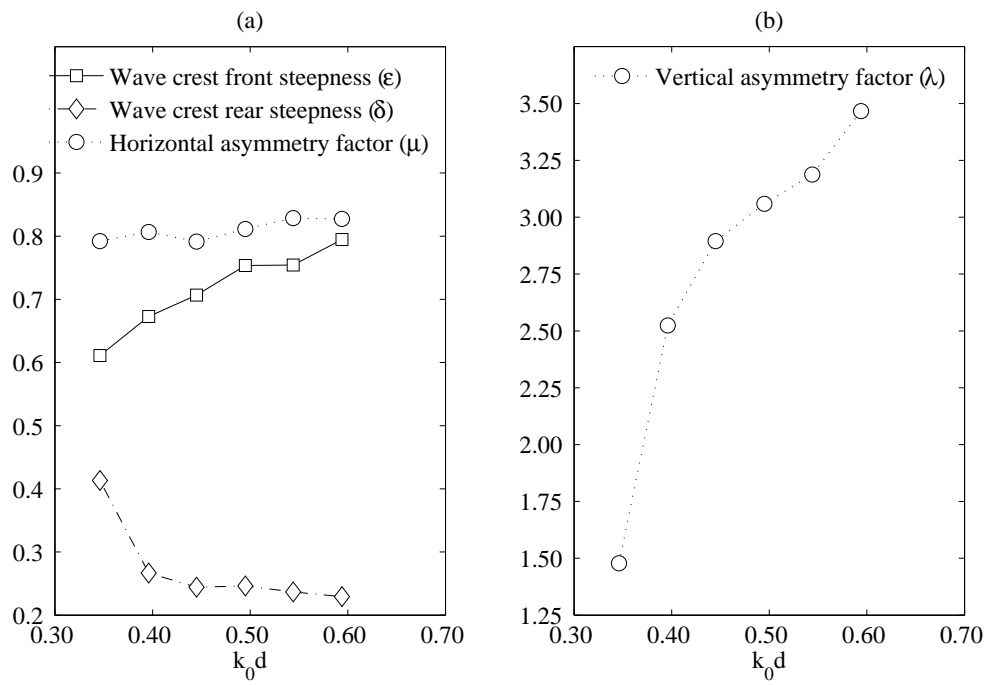 (a)
Wave crest front steepness (ε)
Wave crest rear steepness (δ)
Horizontal asymmetry factor (μ)
0.9
0.8
0.7
0.6
0.5
0.4
0.3
0.2
0.30 0.40 0.50 0.60 0.70
k₀d
(b)
Vertical asymmetry factor (λ)
3.50
3.25
3.00
2.75
2.50
2.25
2.00
1.75
1.50
1.25
0.30 0.40 0.50 0.60 0.70
k₀d